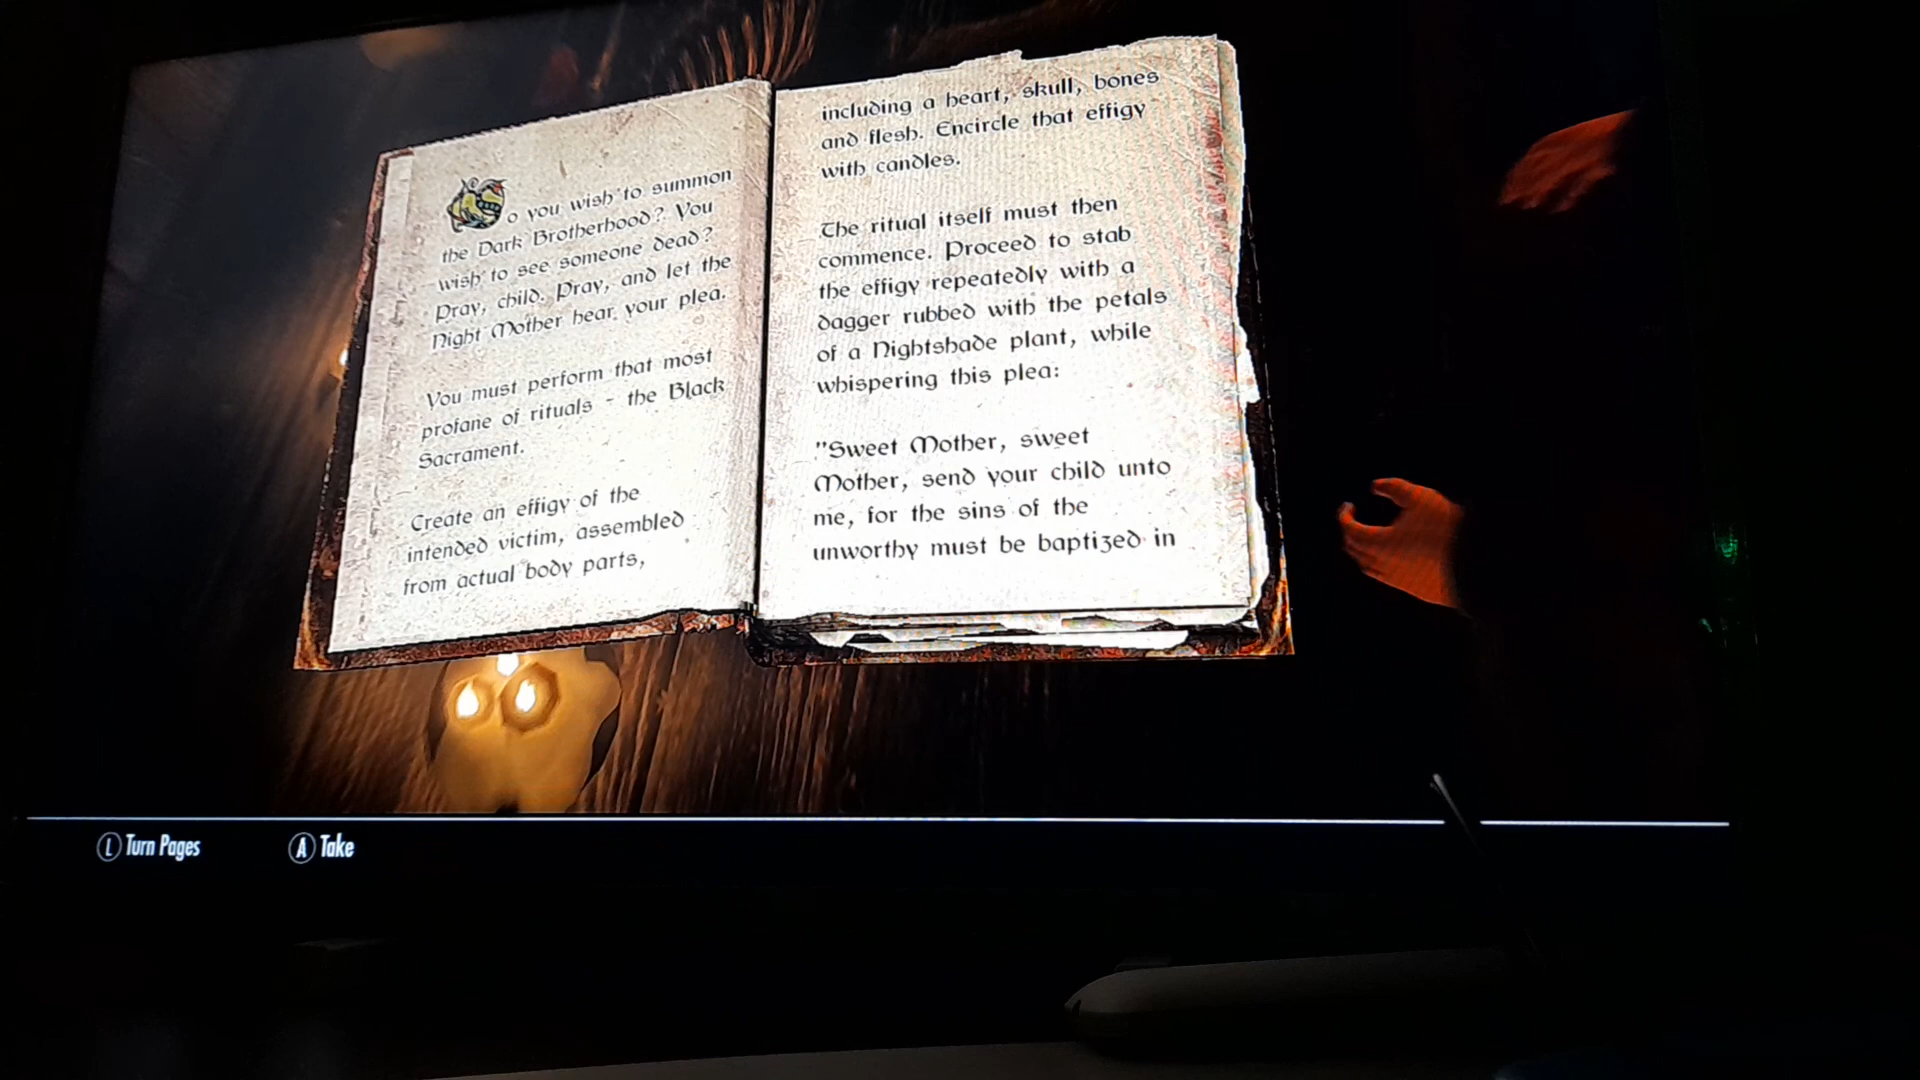 Do you wish to summon
the Dark Brotherhood? You
wish to see someone dead?
Pray, child. Pray, and let the
Night Mother hear your plea.
You must perform that most
profane of rituals - the Black
Sacrament.
Create an effigy of the
intended victim, assembled
from actual body parts,
including a heart, skull, bones
and flesh. Encircle that effigy
with candles.
The ritual itself must then
commence. Proceed to stab
the effigy repeatedly with a
dagger rubbed with the petals
of a Nightshade plant, while
whispering this plea:
"Sweet Mother, sweet
Mother, send your child unto
me, for the sins of the
unworthy must be baptized in
L Turn Pages
A Take